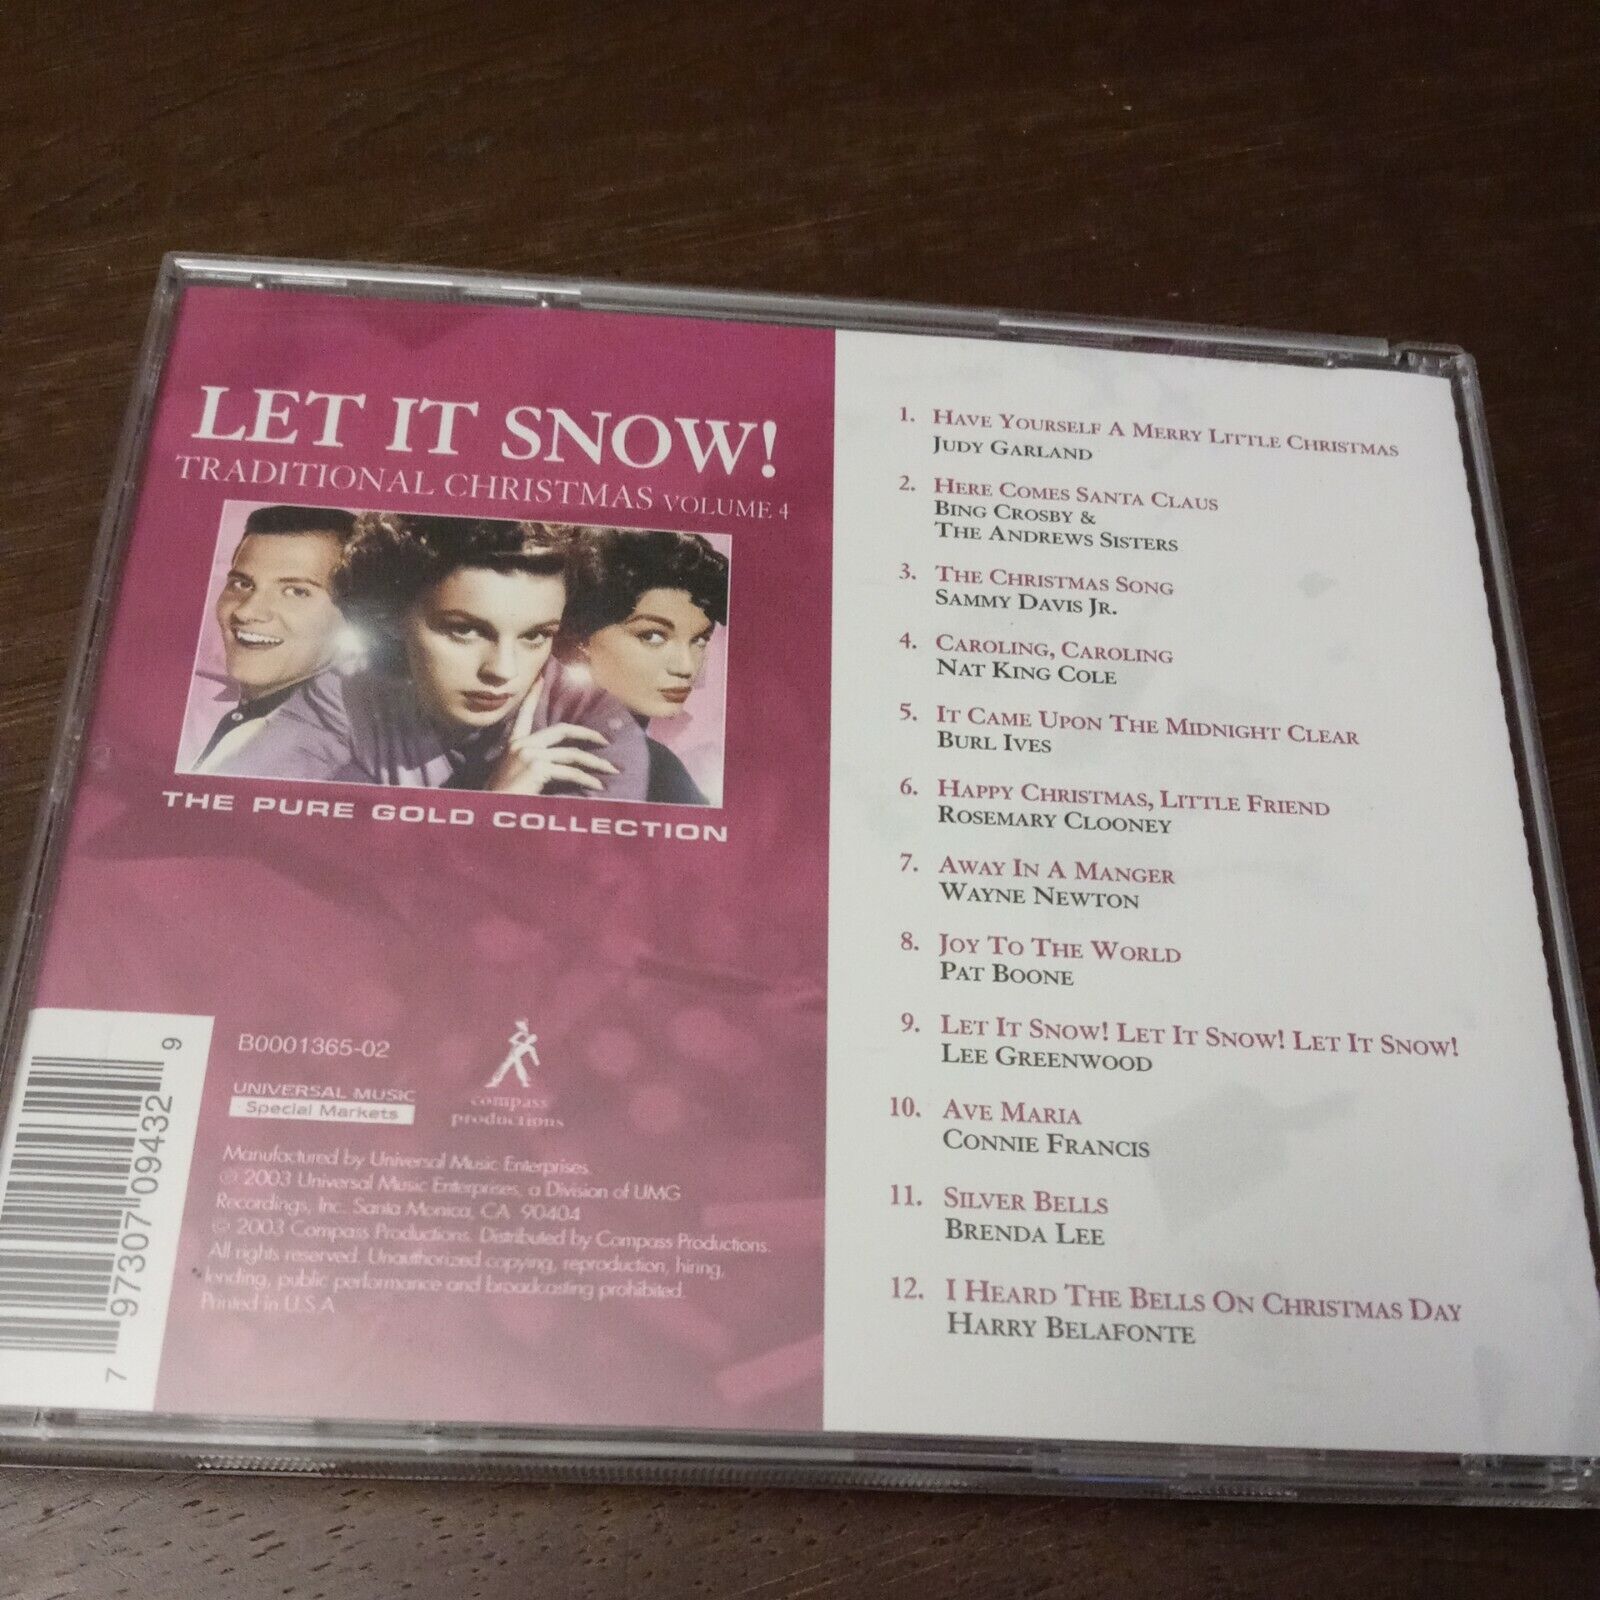 LET IT SNOW!
TRADITIONAL CHRISTMAS VOLUME 4
THE PURE GOLD COLLECTION
B0001365-02
UNIVERSAL MUSIC
Special Markets
compass
productions
Manufactured by Universal Music Enterprises.
℗ 2003 Universal Music Enterprises, a Division of UMG
Recordings, Inc. Santa Monica, CA 90404
© 2003 Compass Productions. Distributed by Compass Productions.
All rights reserved. Unauthorized copying, reproduction, hiring,
lending, public performance and broadcasting prohibited.
Printed in U.S.A.
7 97307 09432 9
1. HAVE YOURSELF A MERRY LITTLE CHRISTMAS
JUDY GARLAND
2. HERE COMES SANTA CLAUS
BING CROSBY &
THE ANDREWS SISTERS
3. THE CHRISTMAS SONG
SAMMY DAVIS JR.
4. CAROLING, CAROLING
NAT KING COLE
5. IT CAME UPON THE MIDNIGHT CLEAR
BURL IVES
6. HAPPY CHRISTMAS, LITTLE FRIEND
ROSEMARY CLOONEY
7. AWAY IN A MANGER
WAYNE NEWTON
8. JOY TO THE WORLD
PAT BOONE
9. LET IT SNOW! LET IT SNOW! LET IT SNOW!
LEE GREENWOOD
10. AVE MARIA
CONNIE FRANCIS
11. SILVER BELLS
BRENDA LEE
12. I HEARD THE BELLS ON CHRISTMAS DAY
HARRY BELAFONTE